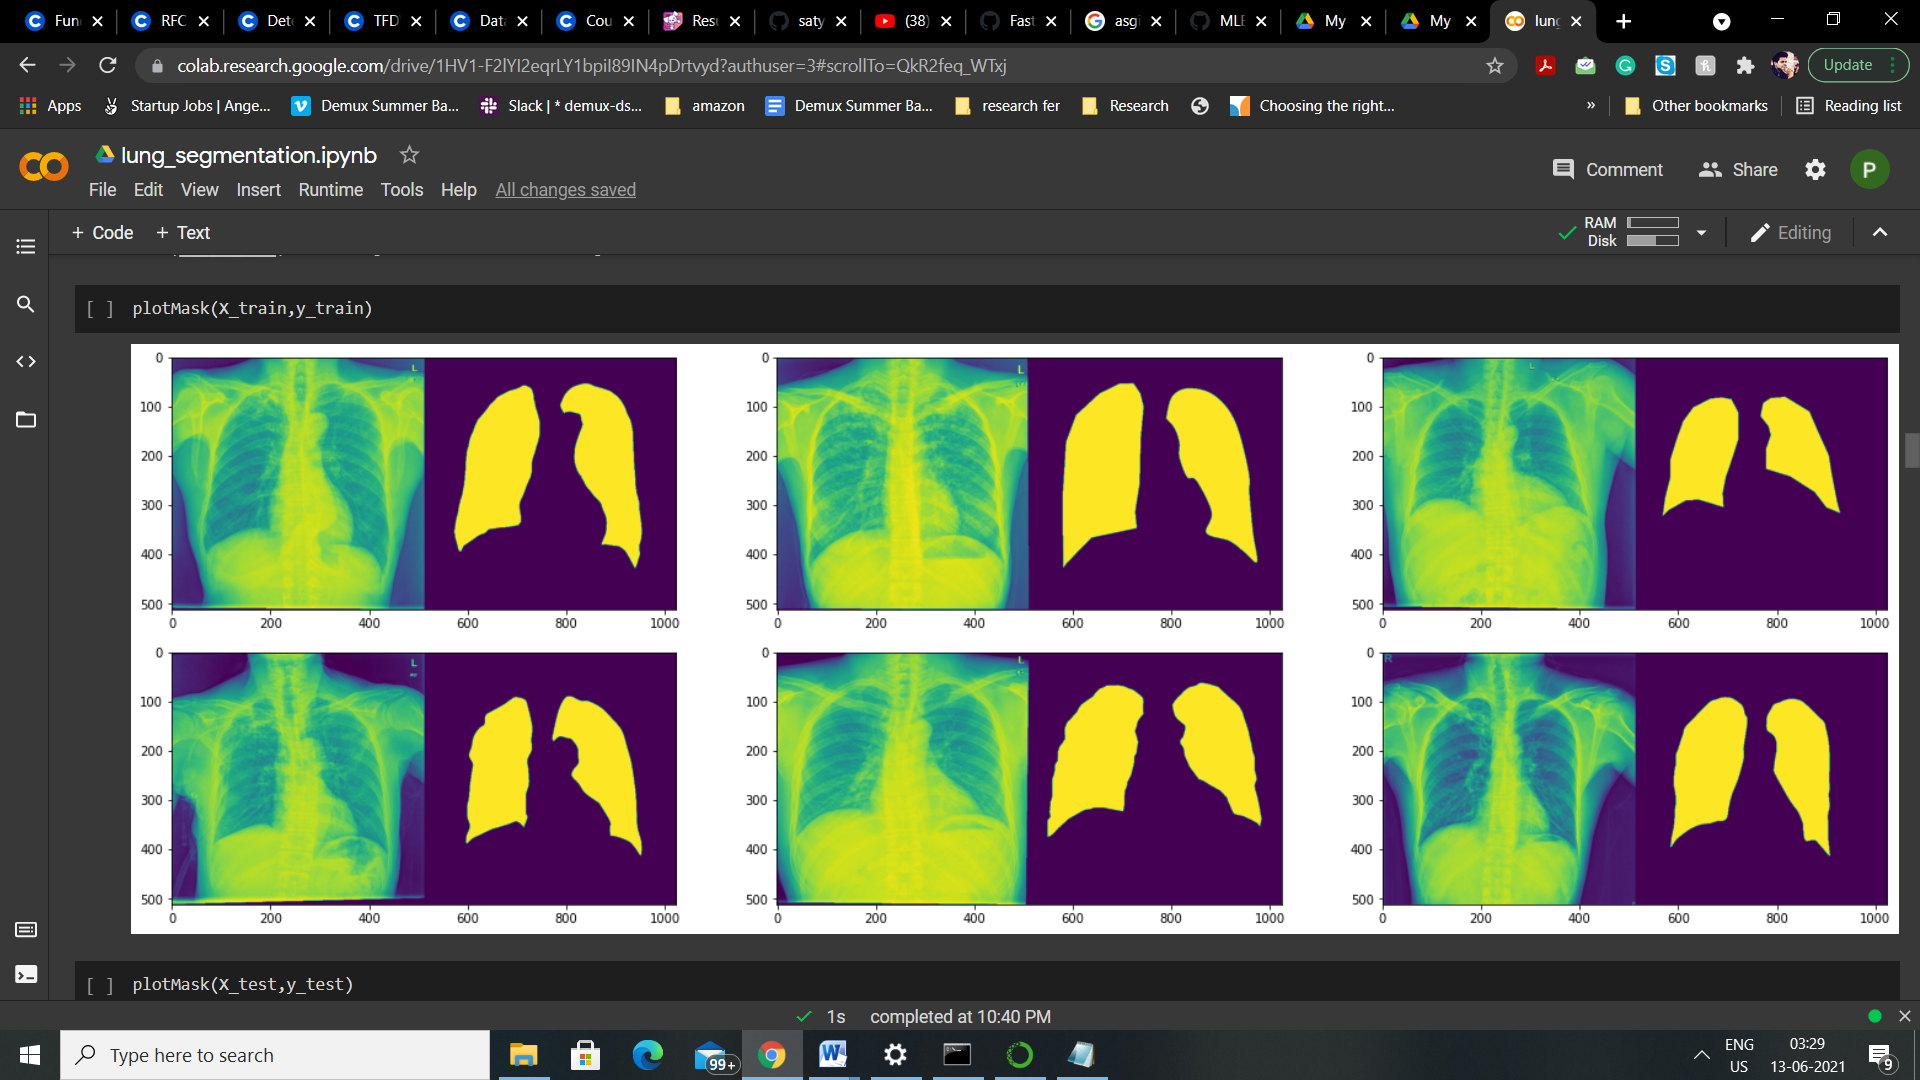 Fun RFC Dete TFD Data Cou Resu saty (38) Fast asgi MLE My My lung
colab.research.google.com/drive/1HV1-F2lYl2eqrLY1bpiI89IN4pDrtvyd?authuser=3#scrollTo=QkR2feq_WTxj Update
Apps Startup Jobs | Ange... Demux Summer Ba... Slack | * demux-ds... amazon Demux Summer Ba... research fer Research Choosing the right... » Other bookmarks Reading list
lung_segmentation.ipynb Comment Share P
File Edit View Insert Runtime Tools Help All changes saved
+ Code + Text RAM Disk Editing
[ ] plotMask(X_train,y_train)
0 100 200 300 400 500
0 200 400 600 800 1000
L
0 100 200 300 400 500
0 200 400 600 800 1000
L
0 100 200 300 400 500
0 200 400 600 800 1000
L
0 100 200 300 400 500
0 200 400 600 800 1000
L
0 100 200 300 400 500
0 200 400 600 800 1000
L
0 100 200 300 400 500
0 200 400 600 800 1000
R
[ ] plotMask(X_test,y_test)
1s completed at 10:40 PM
Type here to search 99+ ENG 03:29
US 13-06-2021 9